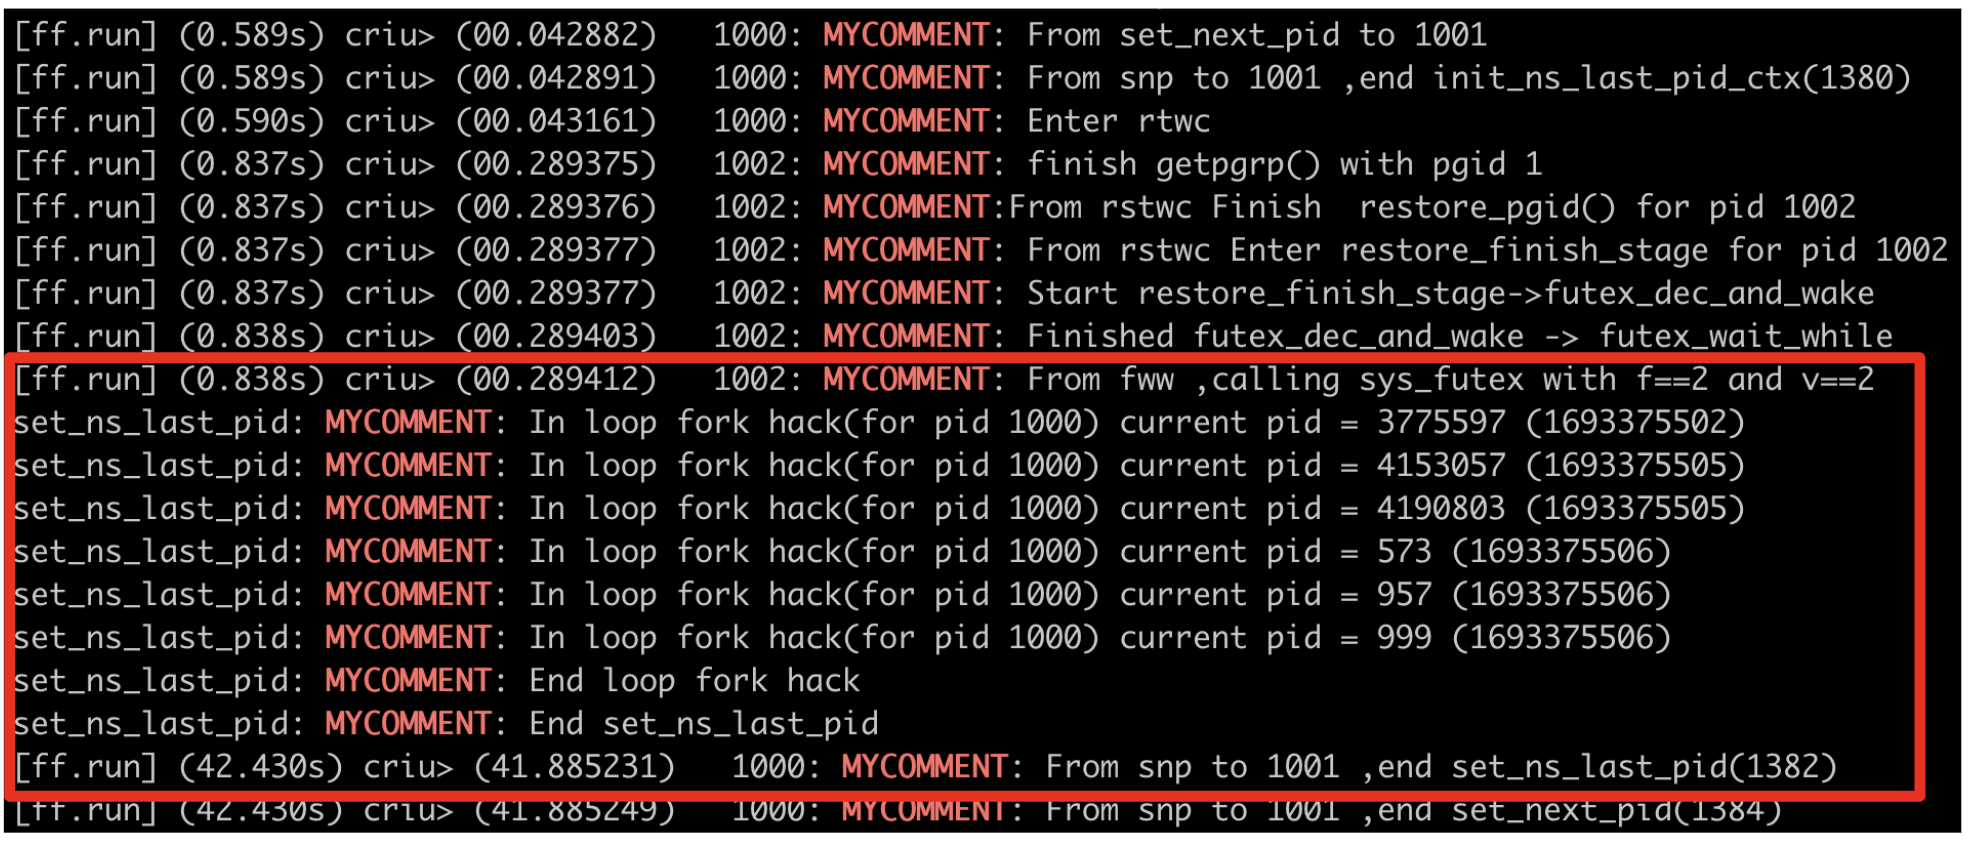 [ff.run] (0.589s) criu> (00.042882)   1000: MYCOMMENT: From set_next_pid to 1001
[ff.run] (0.589s) criu> (00.042891)   1000: MYCOMMENT: From snp to 1001 ,end init_ns_last_pid_ctx(1380)
[ff.run] (0.590s) criu> (00.043161)   1000: MYCOMMENT: Enter rtwc
[ff.run] (0.837s) criu> (00.289375)   1002: MYCOMMENT: finish getpgrp() with pgid 1
[ff.run] (0.837s) criu> (00.289376)   1002: MYCOMMENT:From rstwc Finish  restore_pgid() for pid 1002
[ff.run] (0.837s) criu> (00.289377)   1002: MYCOMMENT: From rstwc Enter restore_finish_stage for pid 1002
[ff.run] (0.837s) criu> (00.289377)   1002: MYCOMMENT: Start restore_finish_stage->futex_dec_and_wake
[ff.run] (0.838s) criu> (00.289403)   1002: MYCOMMENT: Finished futex_dec_and_wake -> futex_wait_while
[ff.run] (0.838s) criu> (00.289412)   1002: MYCOMMENT: From fww ,calling sys_futex with f==2 and v==2
set_ns_last_pid: MYCOMMENT: In loop fork hack(for pid 1000) current pid = 3775597 (1693375502)
set_ns_last_pid: MYCOMMENT: In loop fork hack(for pid 1000) current pid = 4153057 (1693375505)
set_ns_last_pid: MYCOMMENT: In loop fork hack(for pid 1000) current pid = 4190803 (1693375505)
set_ns_last_pid: MYCOMMENT: In loop fork hack(for pid 1000) current pid = 573 (1693375506)
set_ns_last_pid: MYCOMMENT: In loop fork hack(for pid 1000) current pid = 957 (1693375506)
set_ns_last_pid: MYCOMMENT: In loop fork hack(for pid 1000) current pid = 999 (1693375506)
set_ns_last_pid: MYCOMMENT: End loop fork hack
set_ns_last_pid: MYCOMMENT: End set_ns_last_pid
[ff.run] (42.430s) criu> (41.885231)   1000: MYCOMMENT: From snp to 1001 ,end set_ns_last_pid(1382)
[ff.run] (42.430s) criu> (41.885249)   1000: MYCOMMENT: From snp to 1001 ,end set_next_pid(1384)